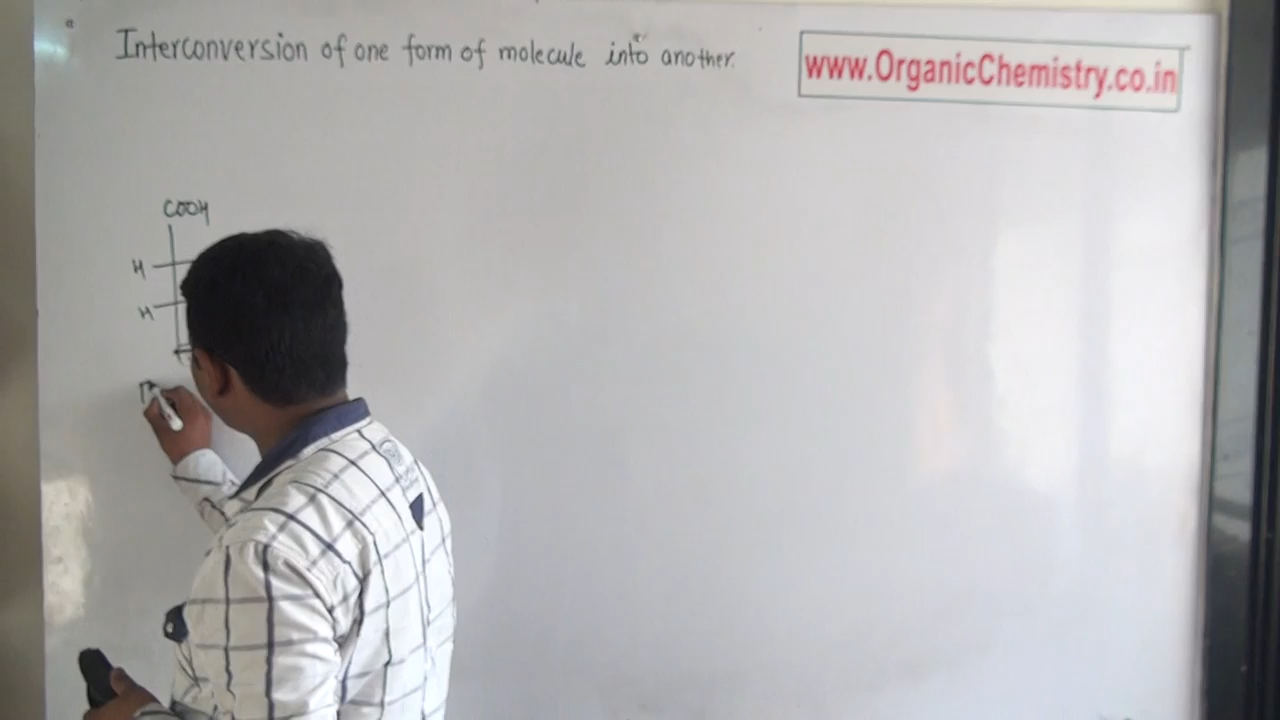 Interconversion of one form of molecule into another.
www.OrganicChemistry.co.in
COOH
H
H